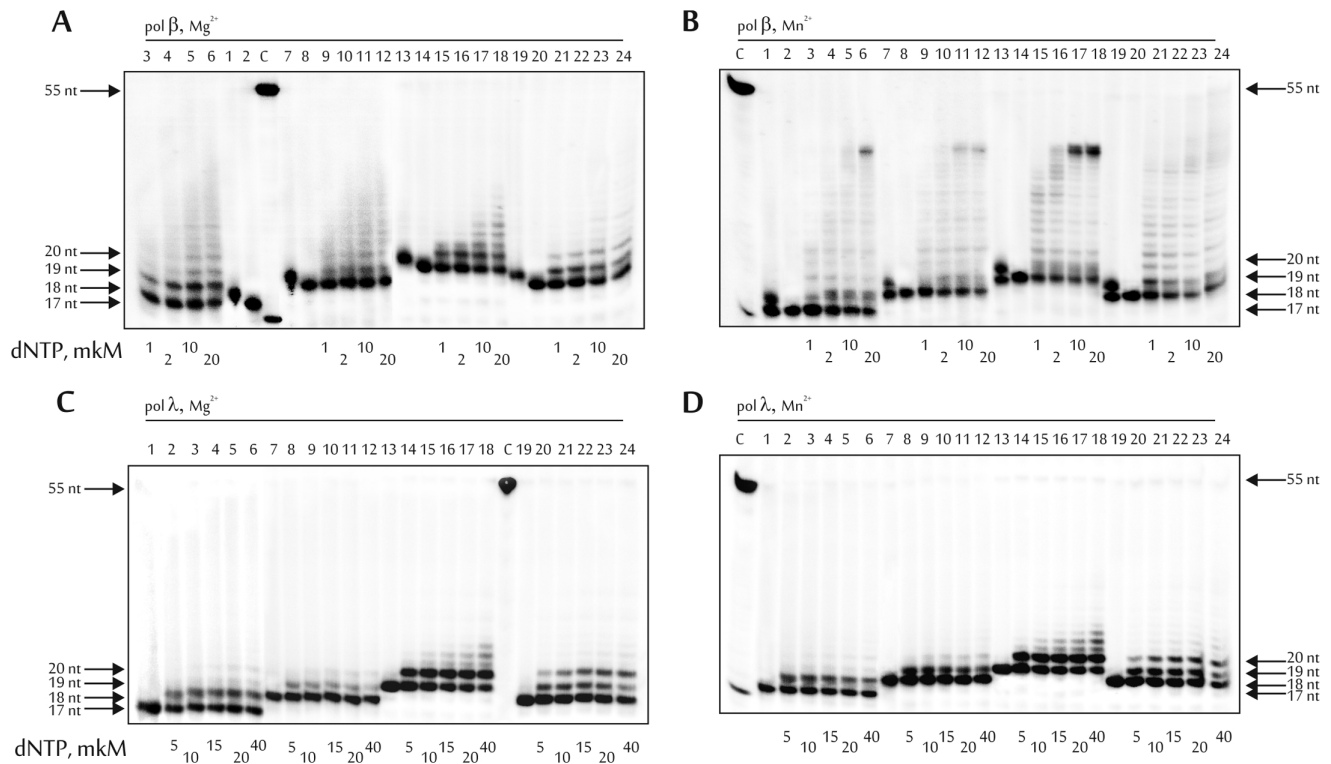 A
pol β, Mg²⁺
3 4 5 6 1 2 C 7 8 9 10 11 12 13 14 15 16 17 18 19 20 21 22 23 24
55 nt
20 nt
19 nt
18 nt
17 nt
dNTP, mkM 1 2 10 20 1 2 10 20 1 2 10 20 1 2 10 20
B
pol β, Mn²⁺
C 1 2 3 4 5 6 7 8 9 10 11 12 13 14 15 16 17 18 19 20 21 22 23 24
55 nt
20 nt
19 nt
18 nt
17 nt
1 2 10 20 1 2 10 20 1 2 10 20 1 2 10 20
C
pol λ, Mg²⁺
1 2 3 4 5 6 7 8 9 10 11 12 13 14 15 16 17 18 C 19 20 21 22 23 24
55 nt
20 nt
19 nt
18 nt
17 nt
dNTP, mkM 5 10 15 20 40 5 10 15 20 40 5 10 15 20 40 5 10 15 20 40
D
pol λ, Mn²⁺
C 1 2 3 4 5 6 7 8 9 10 11 12 13 14 15 16 17 18 19 20 21 22 23 24
55 nt
20 nt
19 nt
18 nt
17 nt
5 10 15 20 40 5 10 15 20 40 5 10 15 20 40 5 10 15 20 40